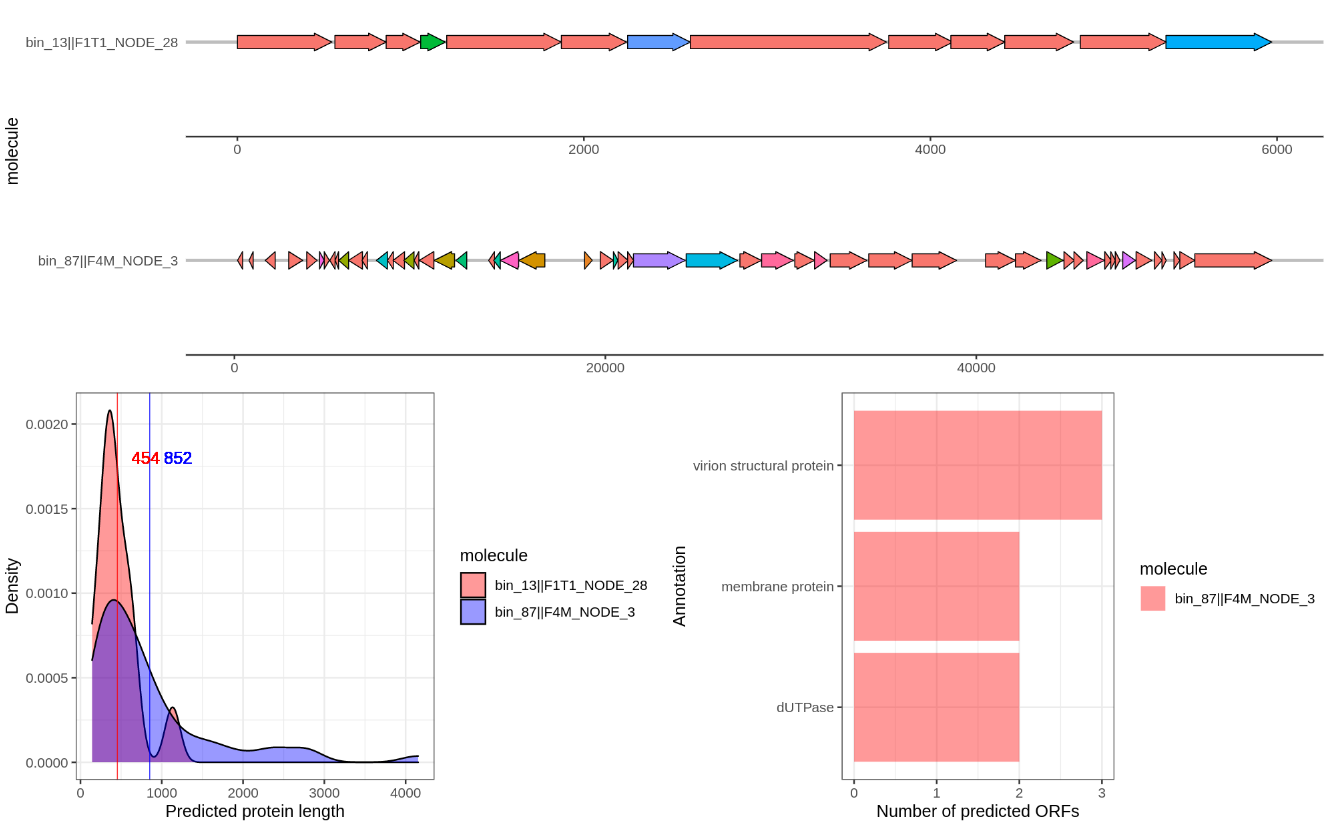 bin_13||F1T1_NODE_28
0 2000 4000 6000
molecule
bin_87||F4M_NODE_3
0 20000 40000
0.0020
0.0015
0.0010
0.0005
0.0000
Density
454 852
0 1000 2000 3000 4000
Predicted protein length
molecule
bin_13||F1T1_NODE_28
bin_87||F4M_NODE_3
Annotation
virion structural protein
membrane protein
dUTPase
0 1 2 3
Number of predicted ORFs
molecule
bin_87||F4M_NODE_3